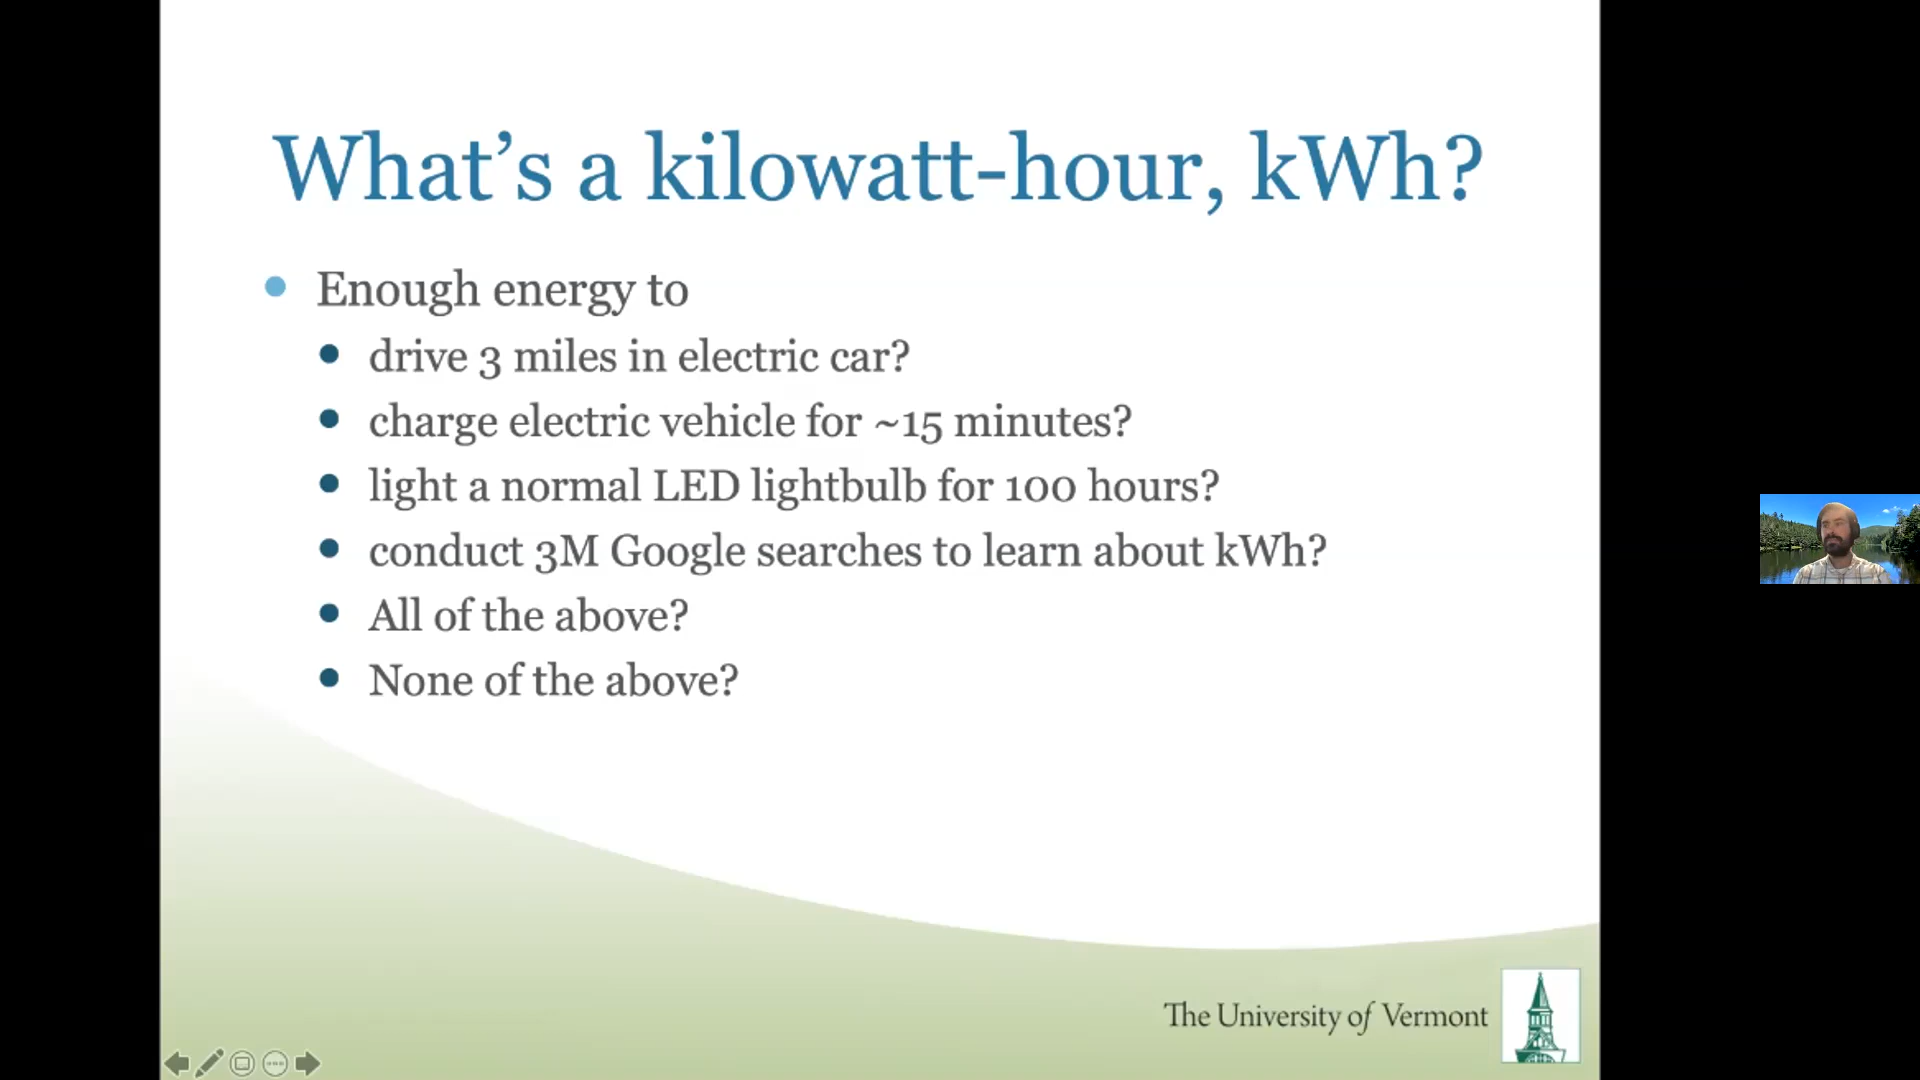 What’s a kilowatt-hour, kWh?
Enough energy to
drive 3 miles in electric car?
charge electric vehicle for ~15 minutes?
light a normal LED lightbulb for 100 hours?
conduct 3M Google searches to learn about kWh?
All of the above?
None of the above?
The University of Vermont